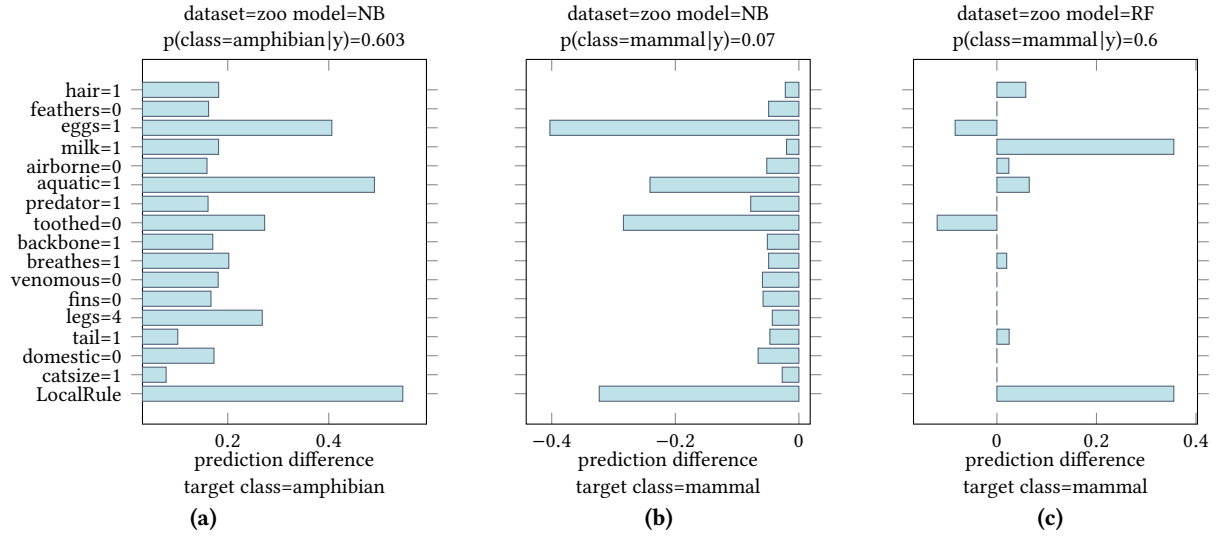 dataset=zoo model=NB
p(class=amphibian|y)=0.603
hair=1
feathers=0
eggs=1
milk=1
airborne=0
aquatic=1
predator=1
toothed=0
backbone=1
breathes=1
venomous=0
fins=0
legs=4
tail=1
domestic=0
catsize=1
LocalRule
0.2 0.4
prediction difference
target class=amphibian
(a)
dataset=zoo model=NB
p(class=mammal|y)=0.07
−0.4 −0.2 0
prediction difference
target class=mammal
(b)
dataset=zoo model=RF
p(class=mammal|y)=0.6
0 0.2 0.4
prediction difference
target class=mammal
(c)